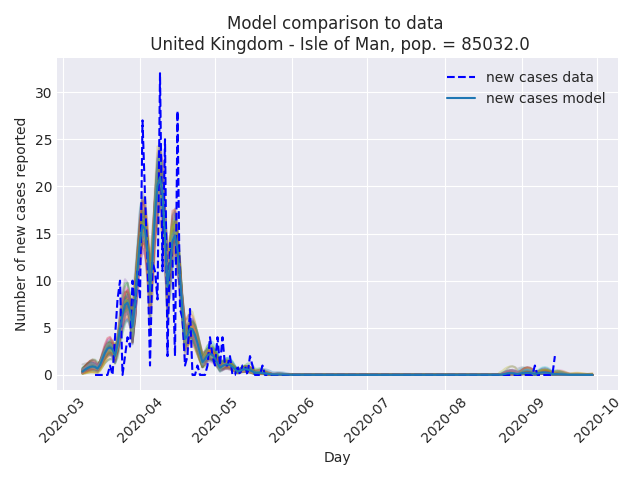 Model comparison to data
United Kingdom - Isle of Man, pop. = 85032.0
new cases data
new cases model
Number of new cases reported
30
25
20
15
10
5
0
2020-03
2020-04
2020-05
2020-06
2020-07
2020-08
2020-09
2020-10
Day